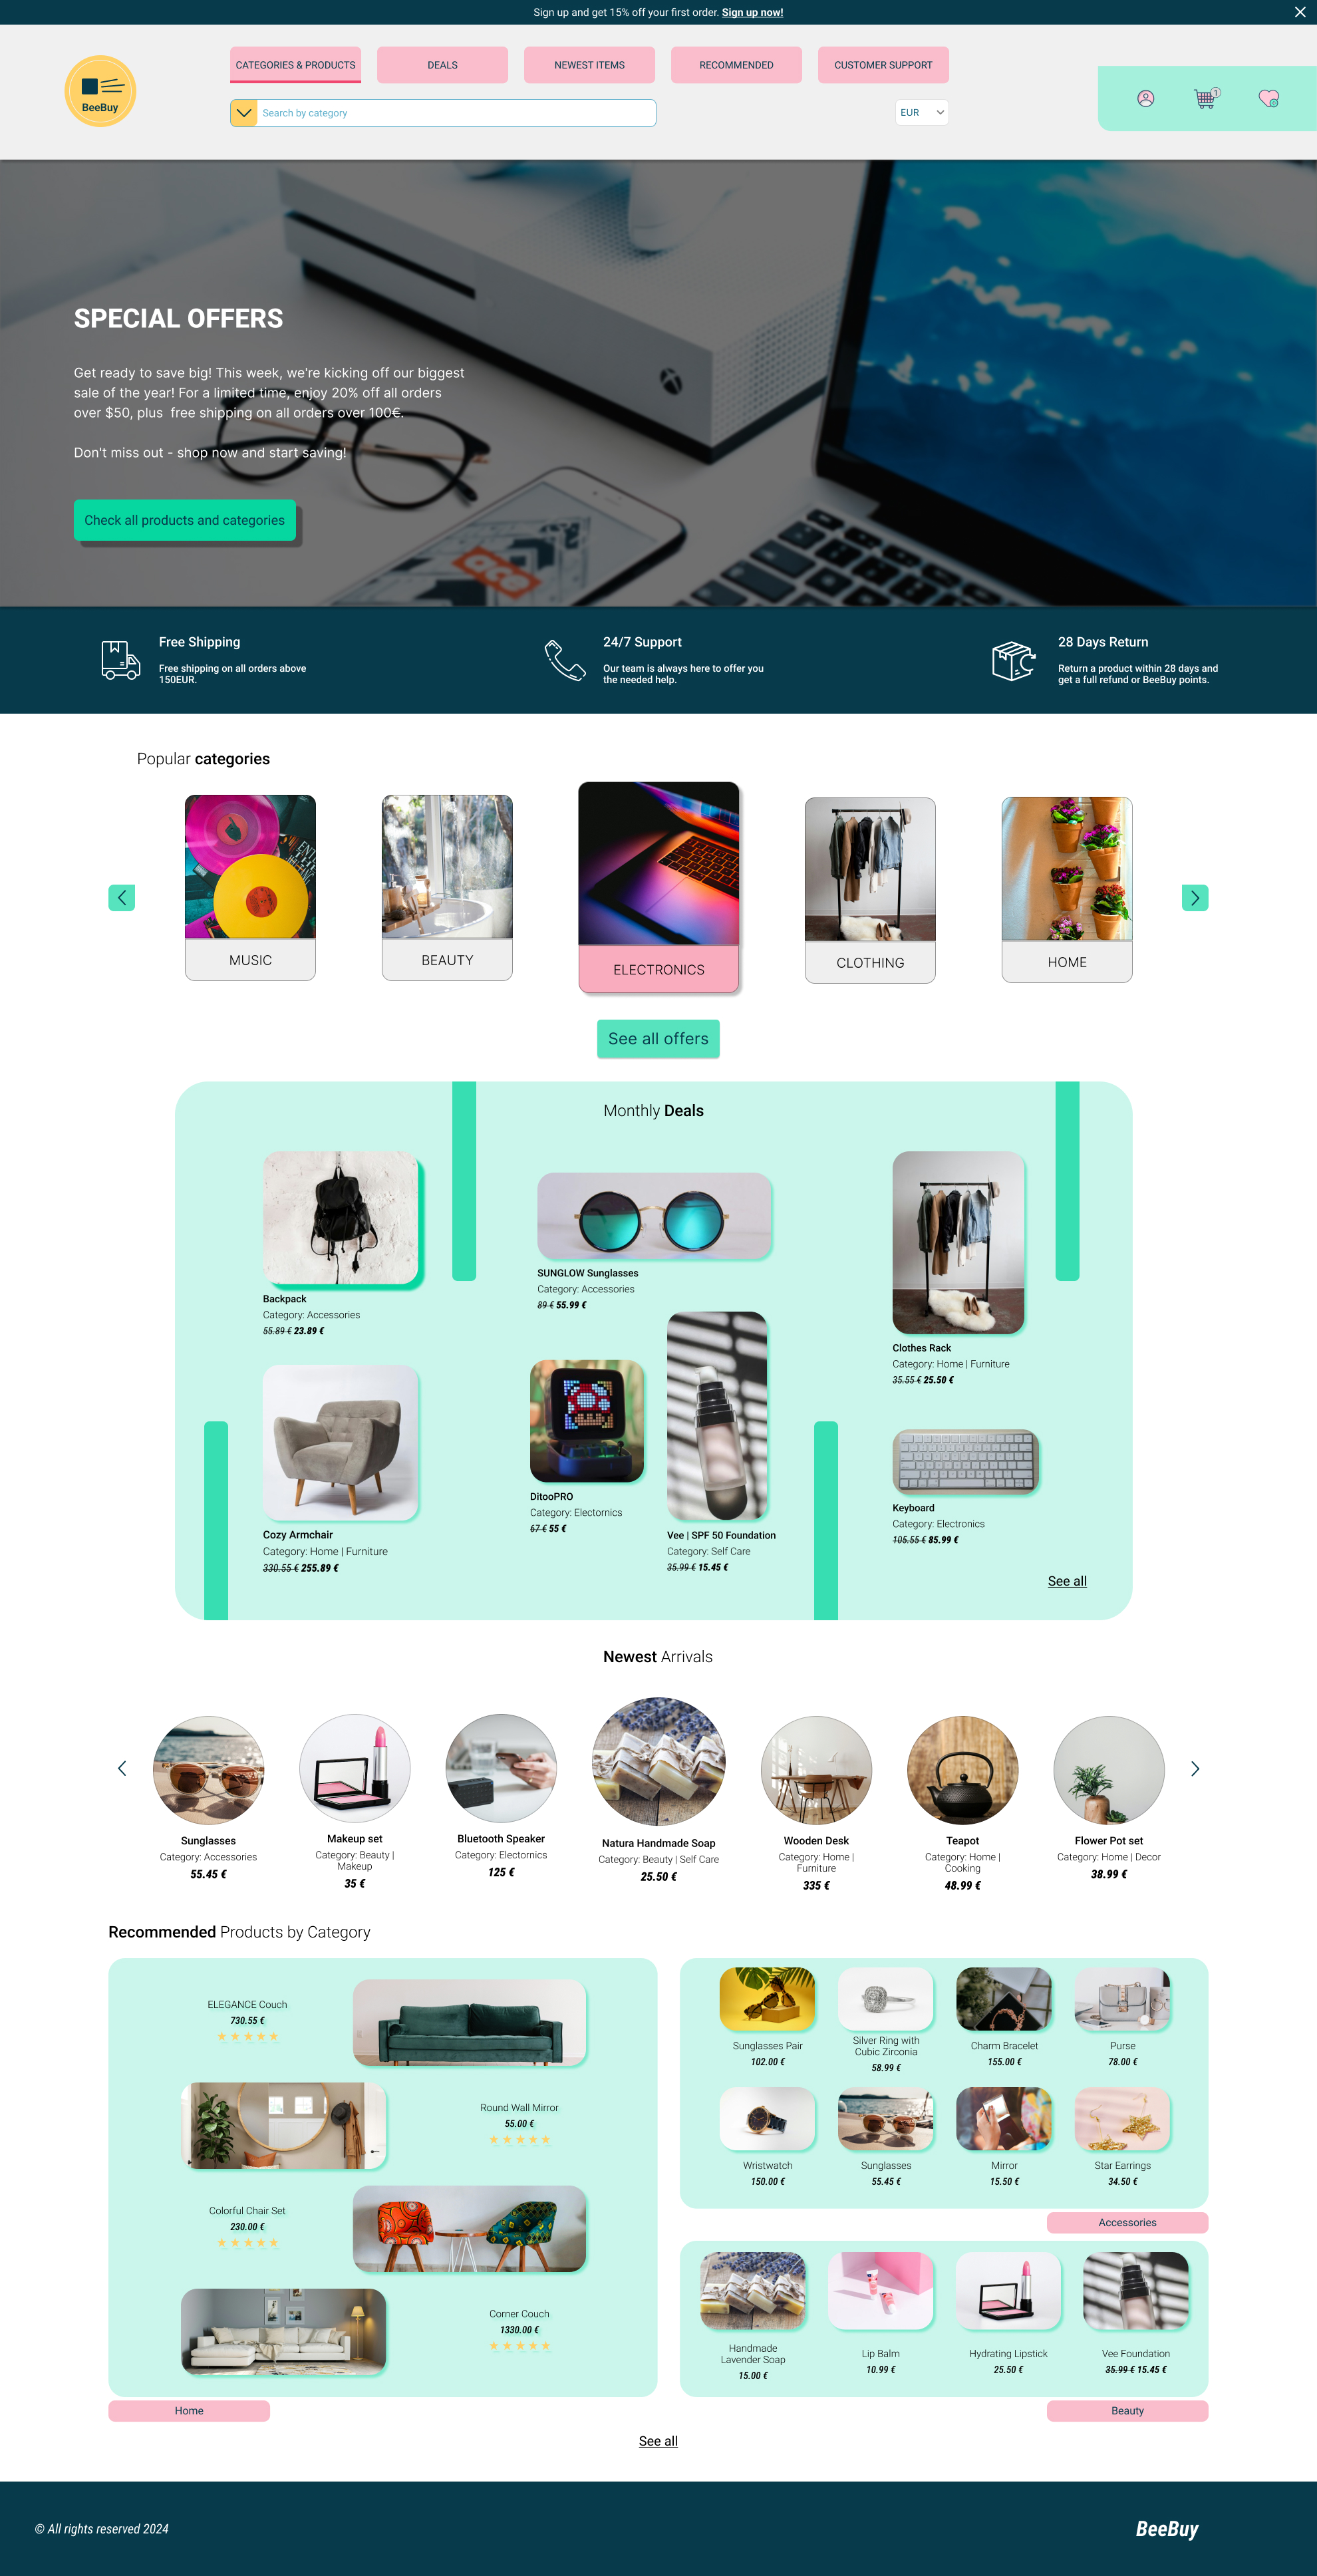 Sign up and get 15% off your first order. Sign up now!
BeeBuy
CATEGORIES & PRODUCTS
DEALS
NEWEST ITEMS
RECOMMENDED
CUSTOMER SUPPORT
Search by category
EUR
1
SPECIAL OFFERS
Get ready to save big! This week, we're kicking off our biggest
sale of the year! For a limited time, enjoy 20% off all orders
over $50, plus free shipping on all orders over 100€.
Don't miss out - shop now and start saving!
Check all products and categories
ace
Free Shipping
Free shipping on all orders above
150EUR.
24/7 Support
Our team is always here to offer you
the needed help.
28 Days Return
Return a product within 28 days and
get a full refund or BeeBuy points.
Popular categories
MUSIC
BEAUTY
ELECTRONICS
CLOTHING
HOME
See all offers
Monthly Deals
Backpack
Category: Accessories
55.89 € 23.89 €
SUNGLOW Sunglasses
Category: Accessories
89 € 55.99 €
Clothes Rack
Category: Home | Furniture
35.55 € 25.50 €
Cozy Armchair
Category: Home | Furniture
330.55 € 255.89 €
DitooPRO
Category: Electornics
67 € 55 €
Vee | SPF 50 Foundation
Category: Self Care
35.99 € 15.45 €
Keyboard
Category: Electronics
105.55 € 85.99 €
See all
Newest Arrivals
Sunglasses
Category: Accessories
55.45 €
Makeup set
Category: Beauty |
Makeup
35 €
Bluetooth Speaker
Category: Electornics
125 €
Natura Handmade Soap
Category: Beauty | Self Care
25.50 €
Wooden Desk
Category: Home |
Furniture
335 €
Teapot
Category: Home |
Cooking
48.99 €
Flower Pot set
Category: Home | Decor
38.99 €
Recommended Products by Category
ELEGANCE Couch
730.55 €
Round Wall Mirror
55.00 €
Colorful Chair Set
230.00 €
Corner Couch
1330.00 €
Home
Sunglasses Pair
102.00 €
Silver Ring with
Cubic Zirconia
58.99 €
Charm Bracelet
155.00 €
Purse
78.00 €
Wristwatch
150.00 €
Sunglasses
55.45 €
Mirror
15.50 €
Star Earrings
34.50 €
Accessories
Handmade
Lavender Soap
15.00 €
Lip Balm
10.99 €
Hydrating Lipstick
25.50 €
Vee Foundation
35.99 € 15.45 €
Beauty
See all
© All rights reserved 2024
BeeBuy